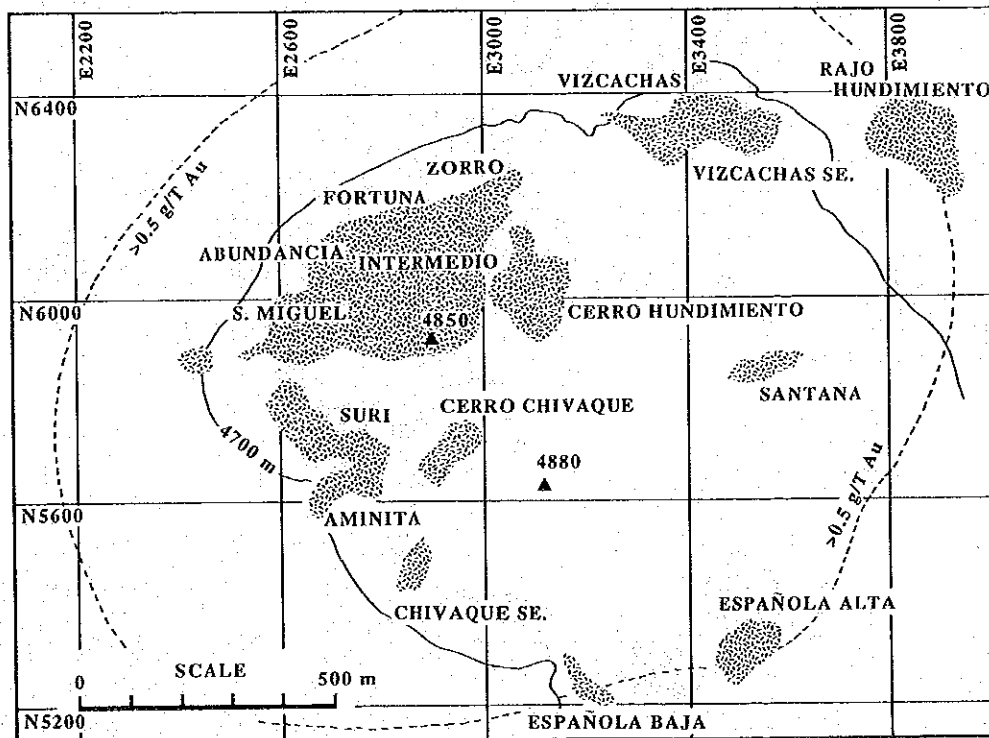 E2200
E2600
E3000
E3400
E3800
RAJO
HUNDIMIENTO
VIZCACHAS
N6400
VIZCACHAS SE.
ZORRO
FORTUNA
>0.5 g/T Au
ABUNDANCIA
INTERMEDIO
N6000
S. MIGUEL
4850
CERRO HUNDIMIENTO
SANTAÑA
SURI
CERRO CHIVAQUE
4700 m
4880
>0.5 g/T Au
N5600
AMINITA
CHIVAQUE SE.
ESPAÑOLA ALTA
SCALE
0 500 m
N5200
ESPAÑOLA BAJA